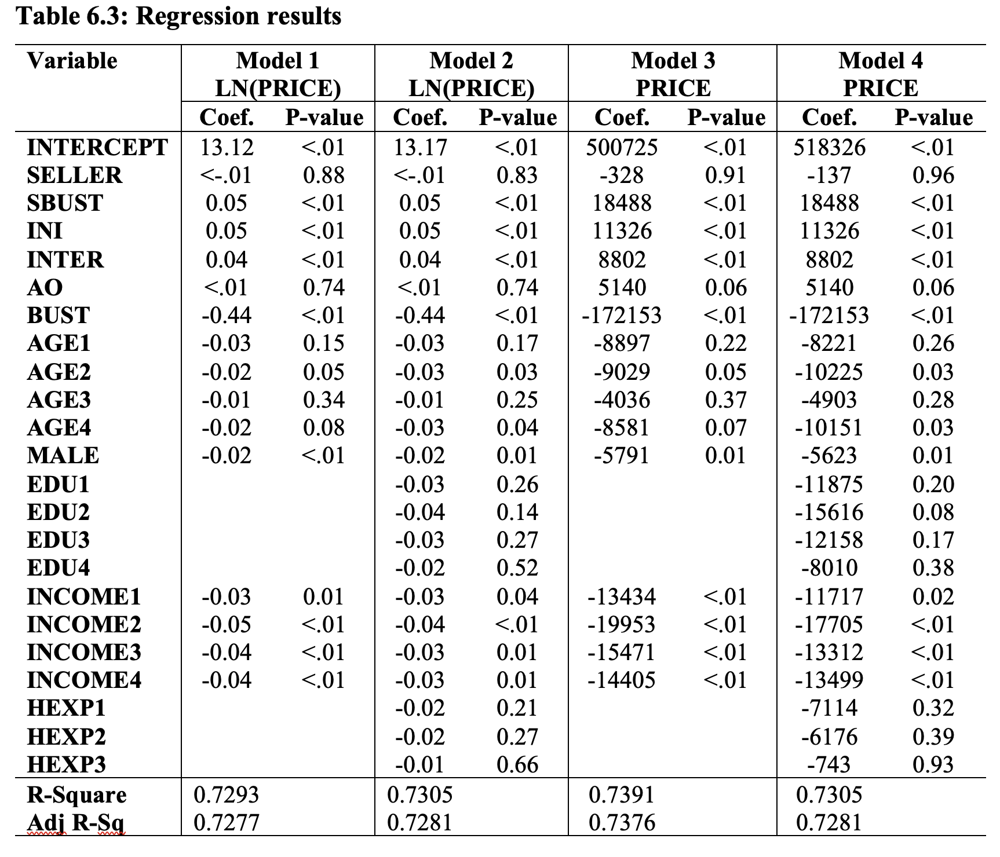 Table 6.3: Regression results
Variable Model 1 Model 2 Model 3 Model 4
LN(PRICE) LN(PRICE) PRICE PRICE
Coef. P-value Coef. P-value Coef. P-value Coef. P-value
INTERCEPT 13.12 <.01 13.17 <.01 500725 <.01 518326 <.01
SELLER <-.01 0.88 <-.01 0.83 -328 0.91 -137 0.96
SBUST 0.05 <.01 0.05 <.01 18488 <.01 18488 <.01
INI 0.05 <.01 0.05 <.01 11326 <.01 11326 <.01
INTER 0.04 <.01 0.04 <.01 8802 <.01 8802 <.01
AO <.01 0.74 <.01 0.74 5140 0.06 5140 0.06
BUST -0.44 <.01 -0.44 <.01 -172153 <.01 -172153 <.01
AGE1 -0.03 0.15 -0.03 0.17 -8897 0.22 -8221 0.26
AGE2 -0.02 0.05 -0.03 0.03 -9029 0.05 -10225 0.03
AGE3 -0.01 0.34 -0.01 0.25 -4036 0.37 -4903 0.28
AGE4 -0.02 0.08 -0.03 0.04 -8581 0.07 -10151 0.03
MALE -0.02 <.01 -0.02 0.01 -5791 0.01 -5623 0.01
EDU1 -0.03 0.26 -11875 0.20
EDU2 -0.04 0.14 -15616 0.08
EDU3 -0.03 0.27 -12158 0.17
EDU4 -0.02 0.52 -8010 0.38
INCOME1 -0.03 0.01 -0.03 0.04 -13434 <.01 -11717 0.02
INCOME2 -0.05 <.01 -0.04 <.01 -19953 <.01 -17705 <.01
INCOME3 -0.04 <.01 -0.03 0.01 -15471 <.01 -13312 <.01
INCOME4 -0.04 <.01 -0.03 0.01 -14405 <.01 -13499 <.01
HEXP1 -0.02 0.21 -7114 0.32
HEXP2 -0.02 0.27 -6176 0.39
HEXP3 -0.01 0.66 -743 0.93
R-Square 0.7293 0.7305 0.7391 0.7305
Adj R-Sq 0.7277 0.7281 0.7376 0.7281